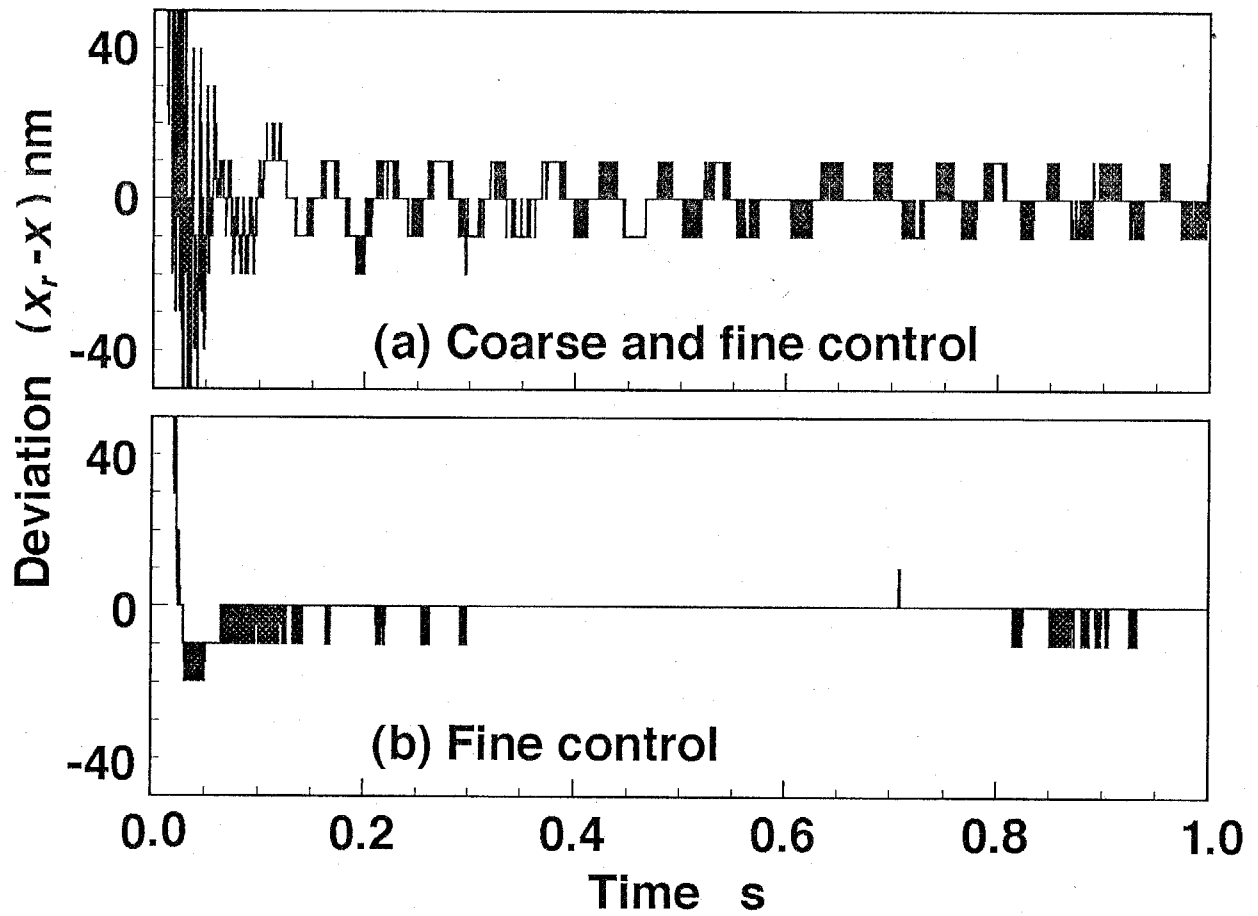 Deviation (xr -x) nm
40
0
-40
(a) Coarse and fine control
40
0
-40
(b) Fine control
0.0 0.2 0.4 0.6 0.8 1.0
Time s